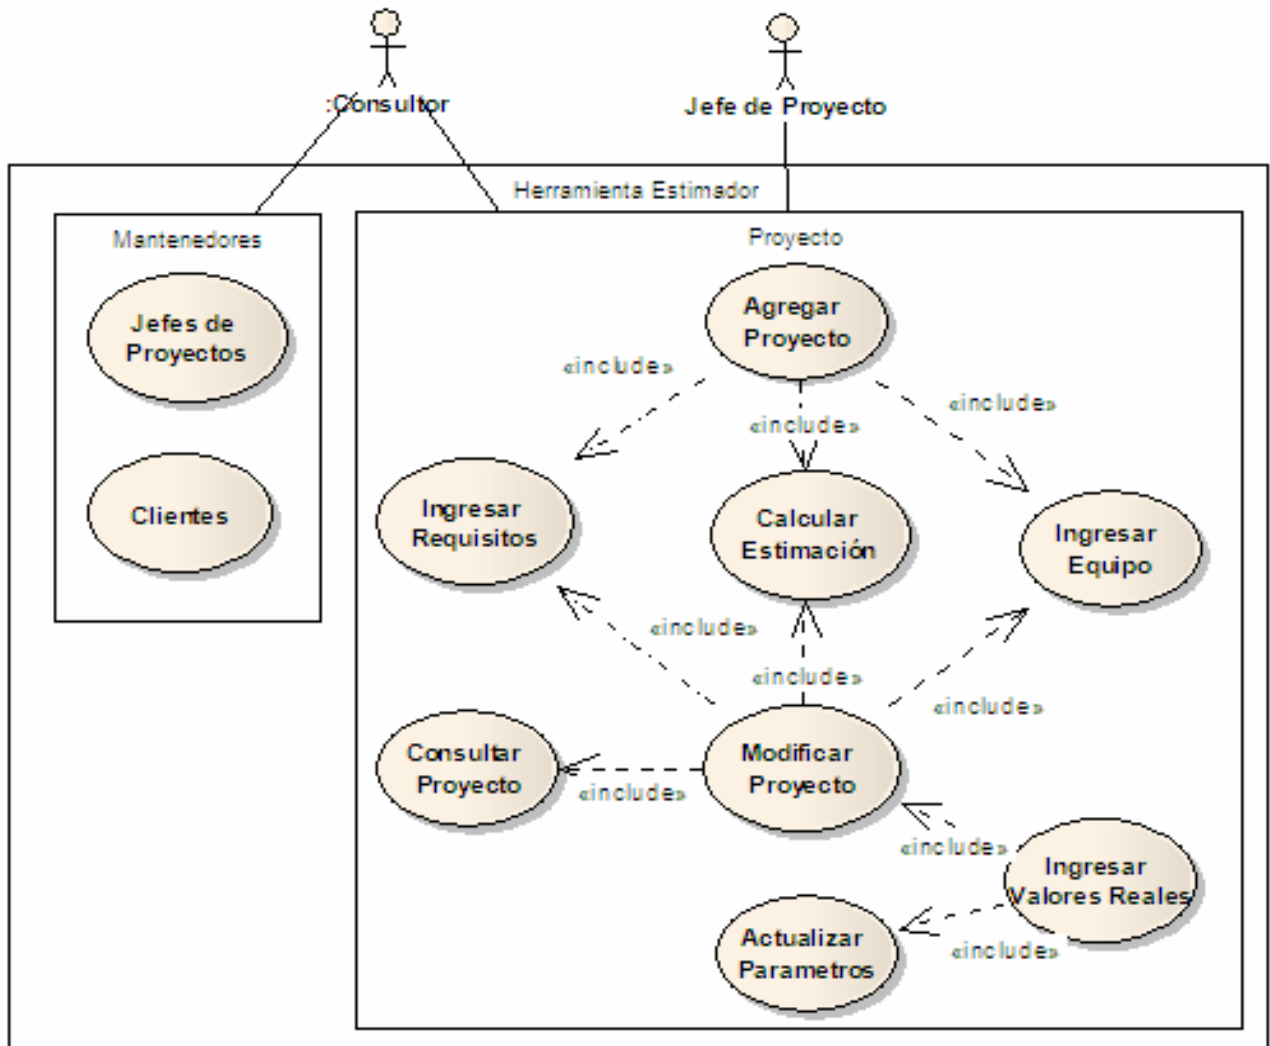 :Consultor
Jefe de Proyecto
Herramienta Estimador
Mantenedores
Proyecto
Jefes de
Proyectos
Clientes
Agregar
Proyecto
«include»
«include»
«include»
Ingresar
Requisitos
Calcular
Estimación
Ingresar
Equipo
«include»
«include»
«include»
Consultar
Proyecto
«include»
Modificar
Proyecto
«include»
Ingresar
Valores Reales
Actualizar
Parametros
«include»